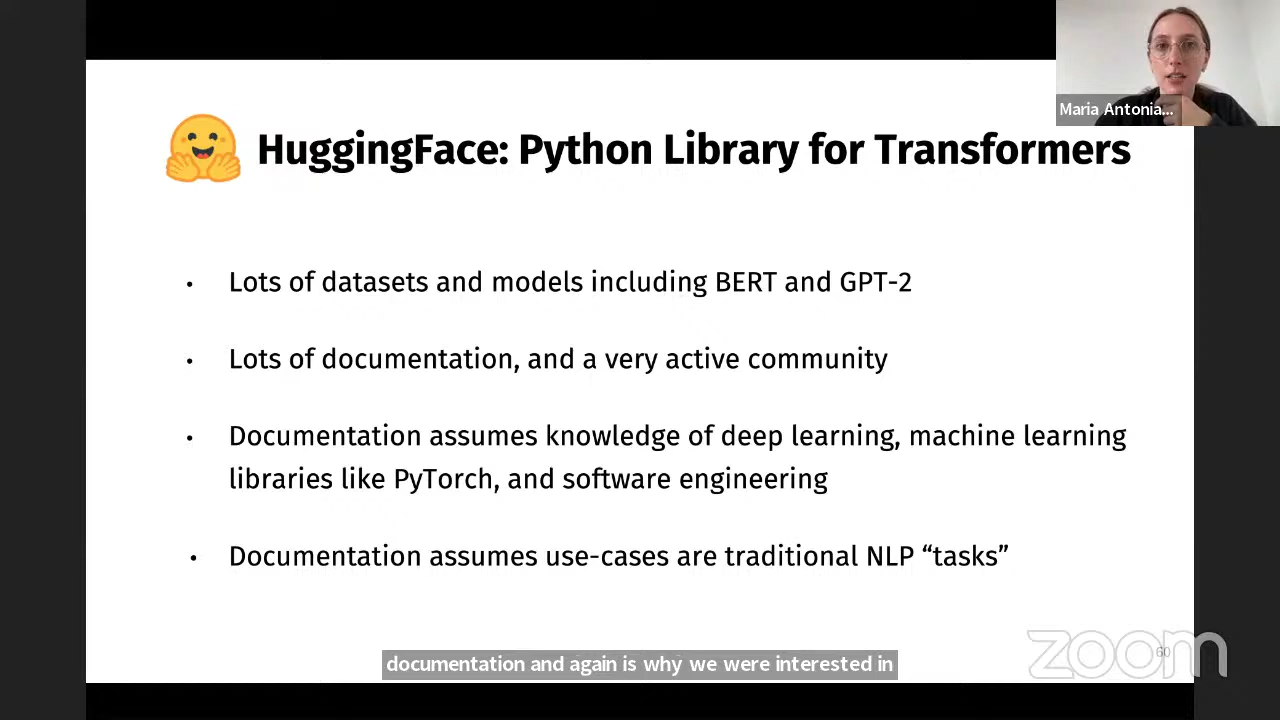 Maria Antonia...
HuggingFace: Python Library for Transformers
• Lots of datasets and models including BERT and GPT-2
• Lots of documentation, and a very active community
• Documentation assumes knowledge of deep learning, machine learning
libraries like PyTorch, and software engineering
• Documentation assumes use-cases are traditional NLP “tasks”
documentation and again is why we were interested in
zoom
60